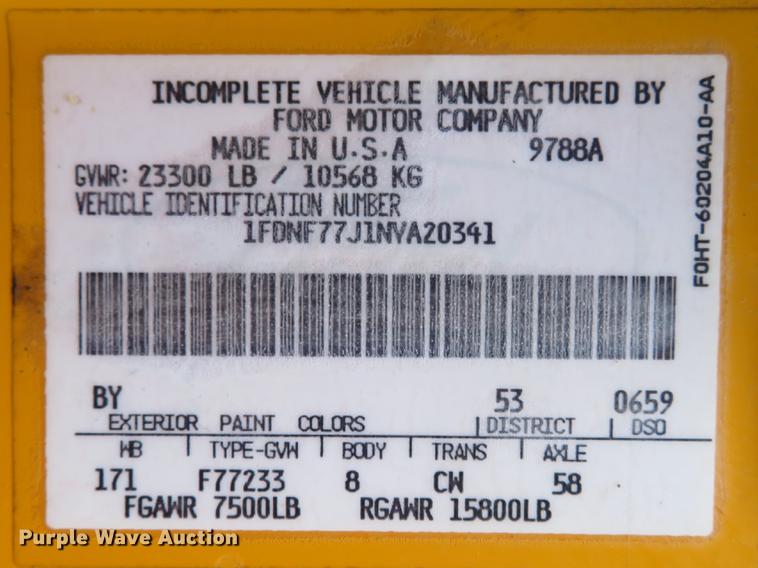 INCOMPLETE VEHICLE MANUFACTURED BY
FORD MOTOR COMPANY
MADE IN U.S.A 9788A
GVWR: 23300 LB / 10568 KG
VEHICLE IDENTIFICATION NUMBER
1FDNF77J1NVA20341
F0HT-60204A10-AA
BY 53 0659
EXTERIOR PAINT COLORS DISTRICT DSO
WB TYPE-GVW BODY TRANS AXLE
171 F77233 8 CW 58
FGAWR 7500LB RGAWR 15800LB
Purple Wave Auction